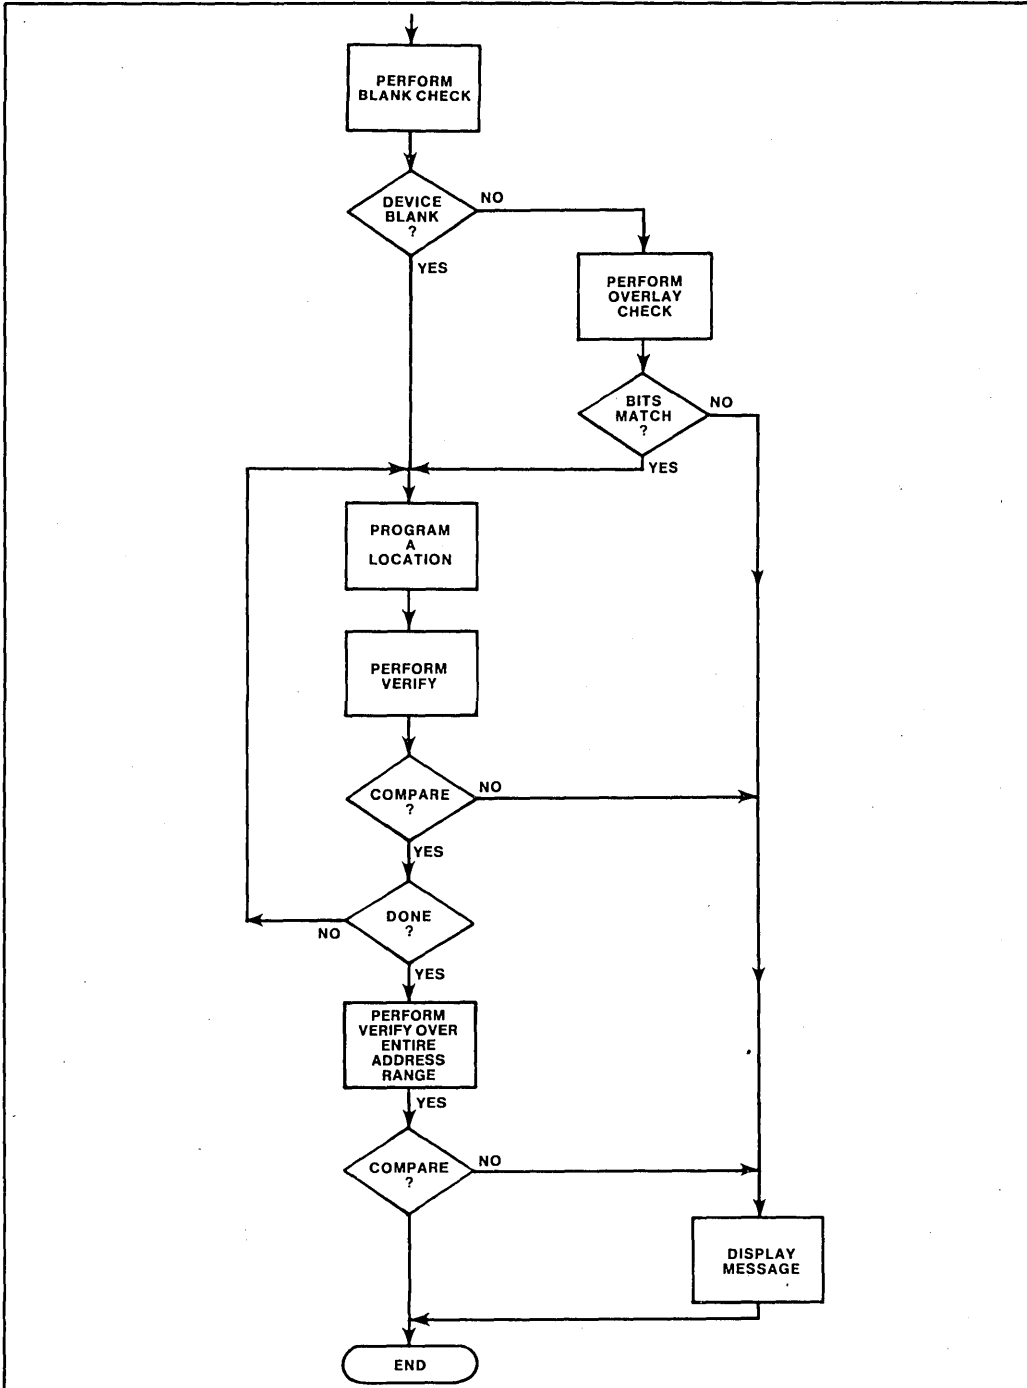 PERFORM
BLANK CHECK
DEVICE
BLANK
?
NO
YES
PERFORM
OVERLAY
CHECK
BITS
MATCH
?
NO
YES
PROGRAM
A
LOCATION
PERFORM
VERIFY
COMPARE
?
NO
YES
DONE
?
NO
YES
PERFORM
VERIFY OVER
ENTIRE
ADDRESS
RANGE
YES
COMPARE
?
NO
DISPLAY
MESSAGE
END